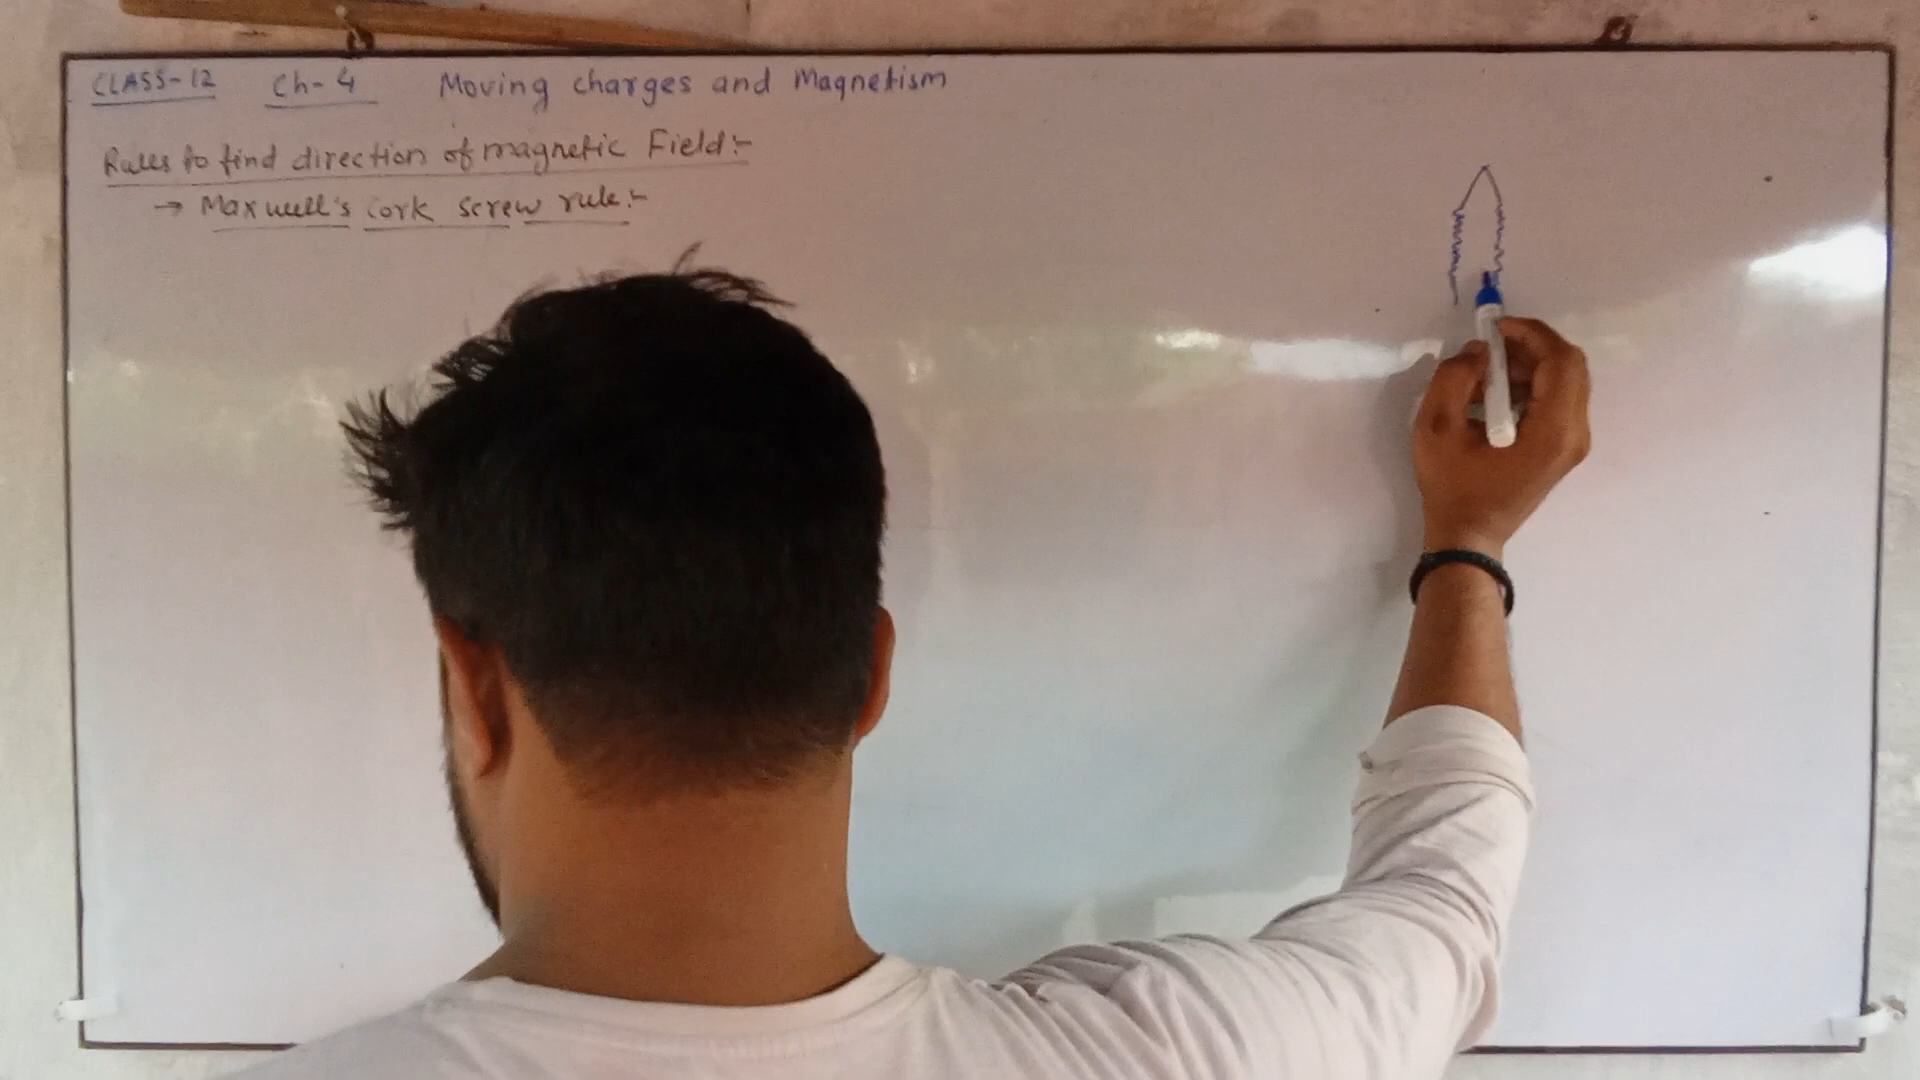 CLASS-12 Ch-4 Moving charges and Magnetism
Rules to find direction of magnetic Field:-
→ Maxwell's cork screw rule:-